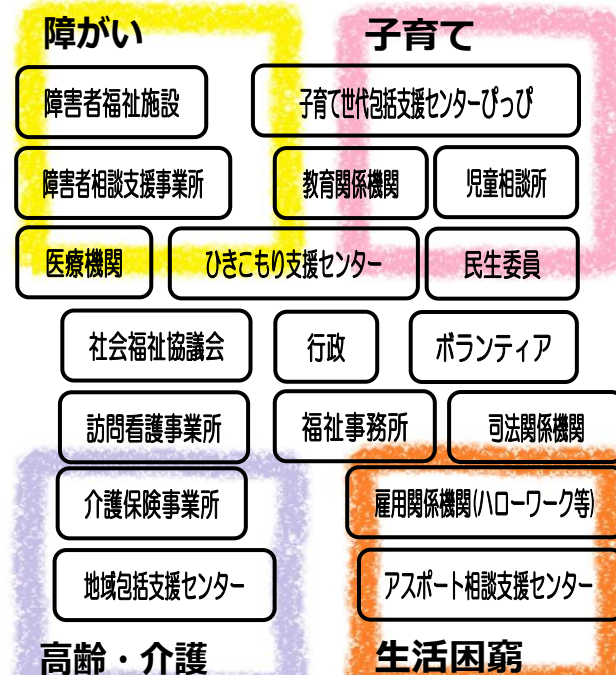 障がい
子育て
障害者福祉施設
子育て世代包括支援センターぴっぴ
障害者相談支援事業所
教育関係機関
児童相談所
医療機関
ひきこもり支援センター
民生委員
社会福祉協議会
行政
ボランティア
訪問看護事業所
福祉事務所
司法関係機関
介護保険事業所
雇用関係機関(ハローワーク等)
地域包括支援センター
アスポート相談支援センター
高齢・介護
生活困窮